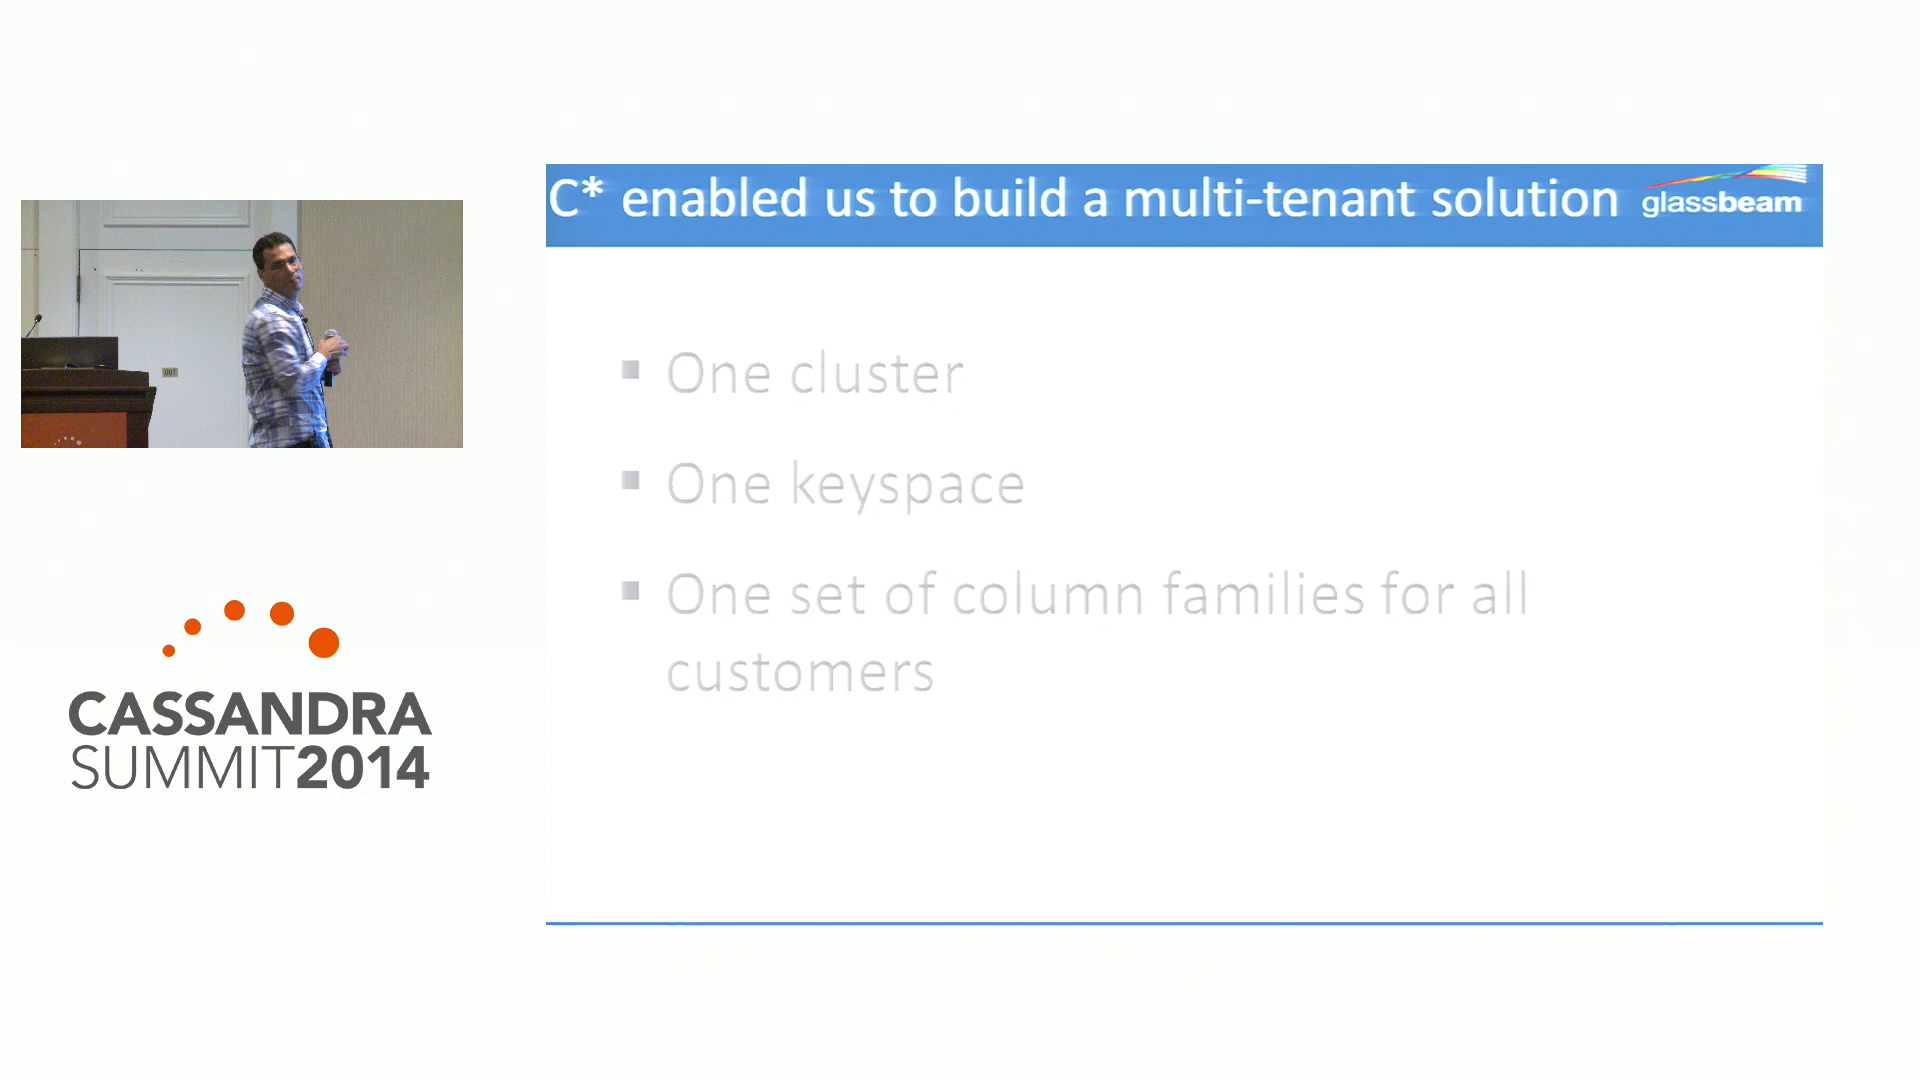 C* enabled us to build a multi-tenant solution
glassbeam
▪ One cluster
▪ One keyspace
▪ One set of column families for all
customers
OUT
CASSANDRA
SUMMIT2014